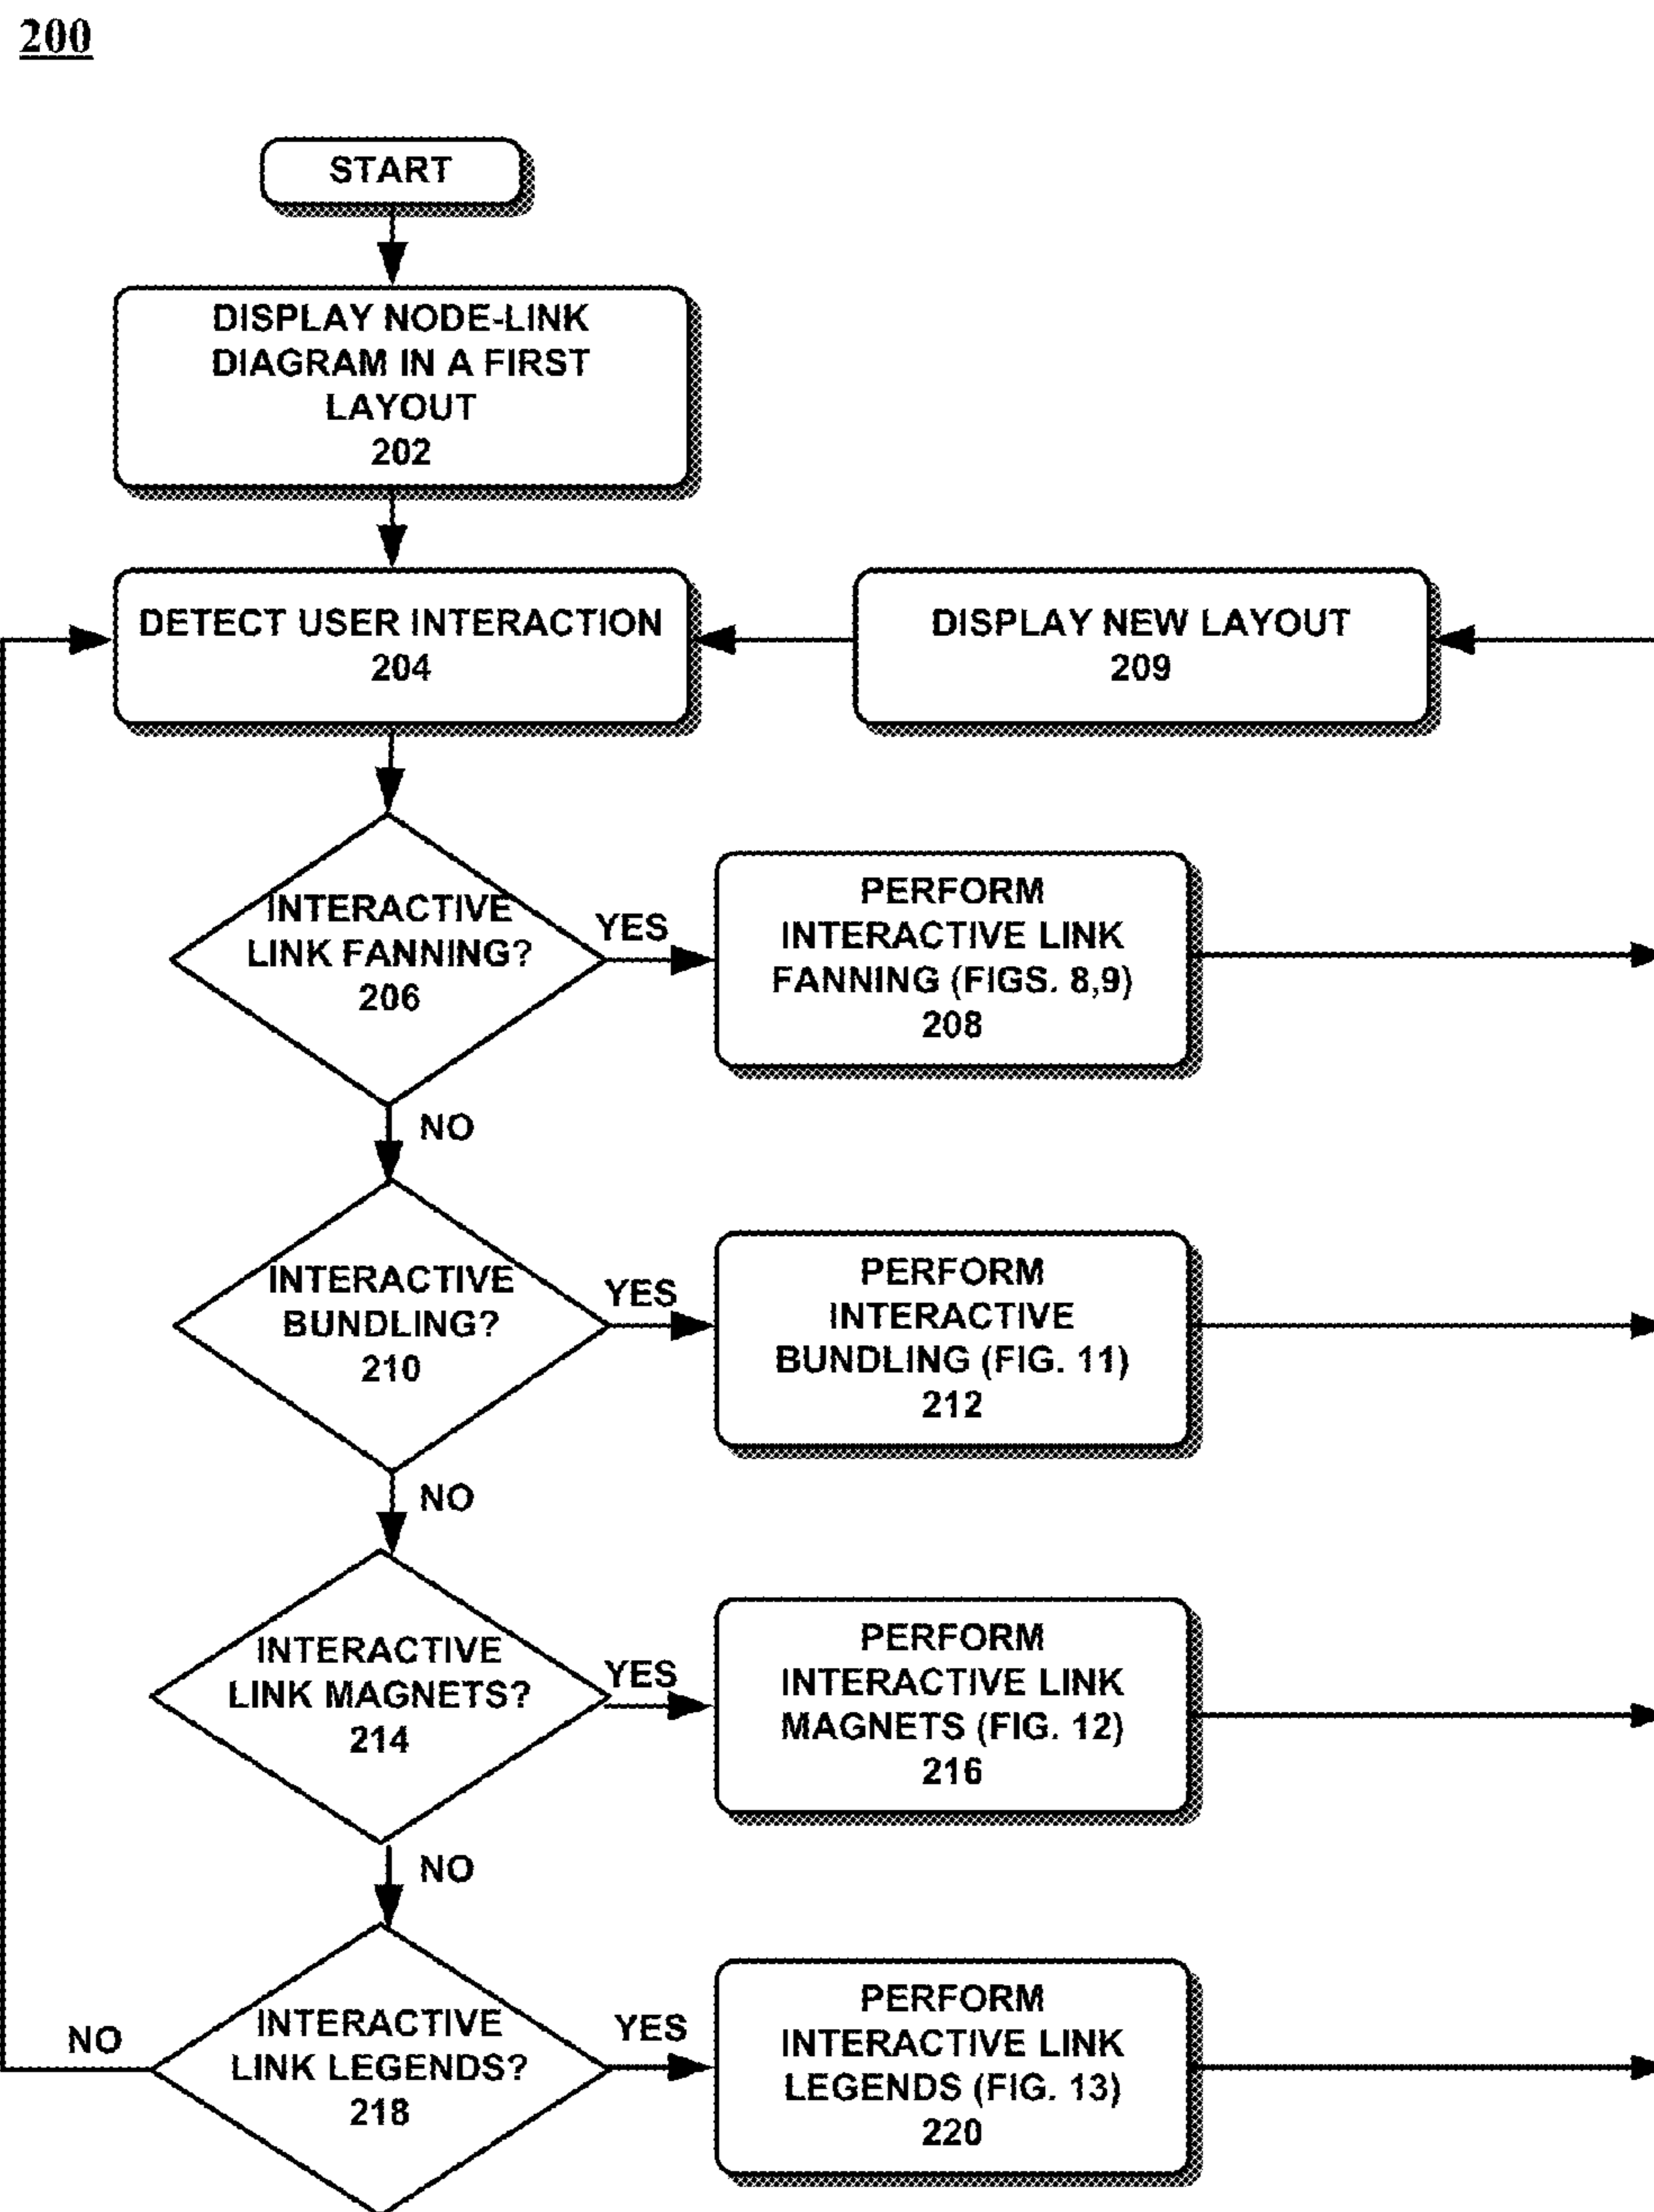 200
START
DISPLAY NODE-LINK
DIAGRAM IN A FIRST
LAYOUT
202
DETECT USER INTERACTION
204
DISPLAY NEW LAYOUT
209
INTERACTIVE
LINK FANNING?
206
YES
PERFORM
INTERACTIVE LINK
FANNING (FIGS. 8,9)
208
NO
INTERACTIVE
BUNDLING?
210
YES
PERFORM
INTERACTIVE
BUNDLING (FIG. 11)
212
NO
INTERACTIVE
LINK MAGNETS?
214
YES
PERFORM
INTERACTIVE LINK
MAGNETS (FIG. 12)
216
NO
INTERACTIVE
LINK LEGENDS?
218
NO
YES
PERFORM
INTERACTIVE LINK
LEGENDS (FIG. 13)
220